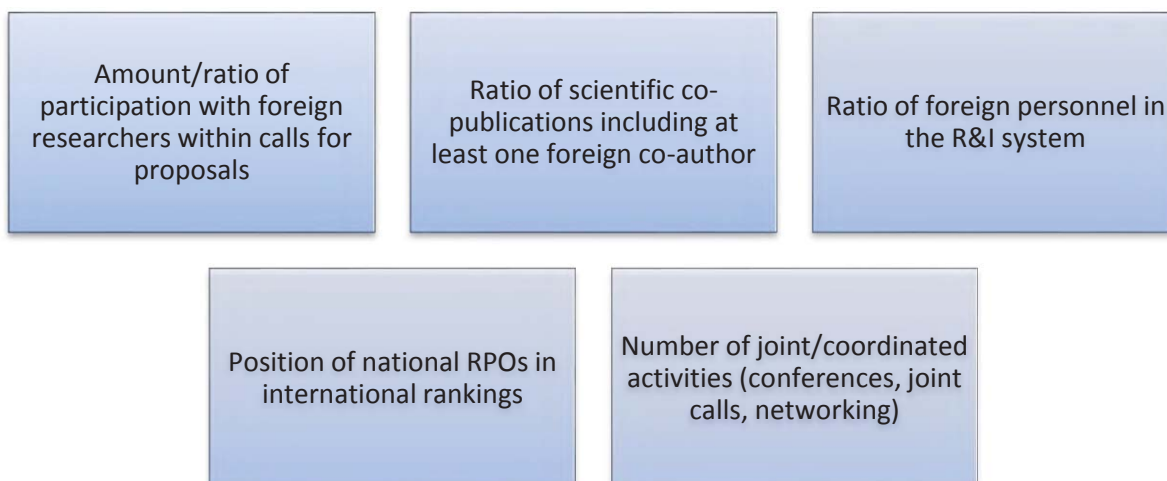 Amount/ratio of
participation with foreign
researchers within calls for
proposals
Ratio of scientific co-
publications including at
least one foreign co-author
Ratio of foreign personnel in
the R&I system
Position of national RPOs in
international rankings
Number of joint/coordinated
activities (conferences, joint
calls, networking)